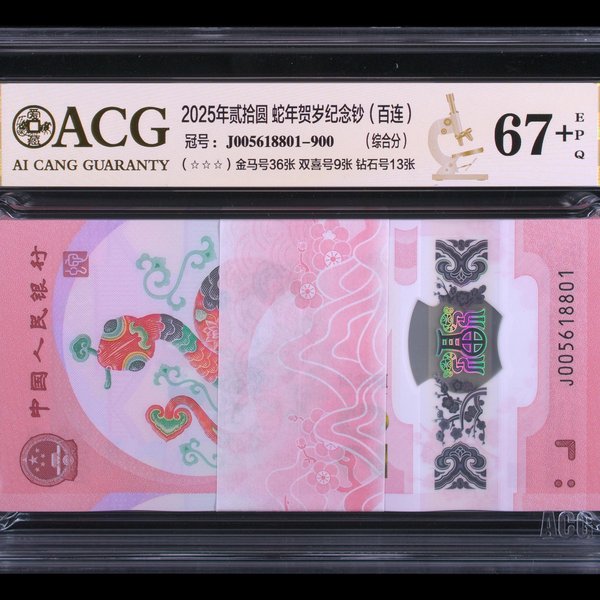 ACG
AI CANG GUARANTY
2025年贰拾圆 蛇年贺岁纪念钞（百连）
冠号：J005618801-900 （综合分）
（☆☆☆）金马号36张 双喜号9张 钻石号13张
67+
EPQ
中国人民银行
J005618801
ACG